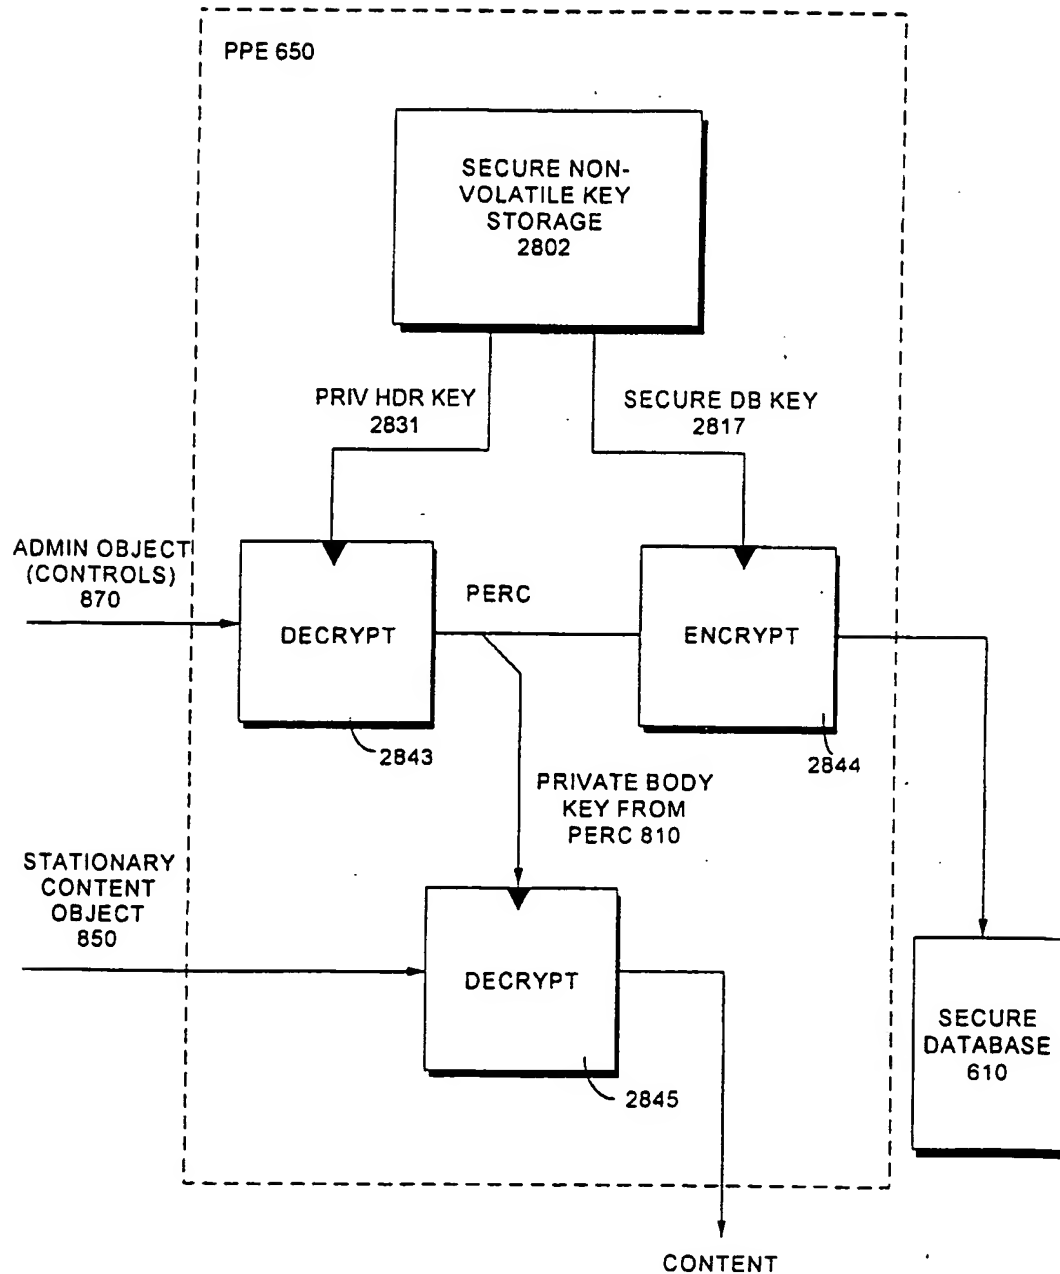 PPE 650
SECURE NON-
VOLATILE KEY
STORAGE
2802
PRIV HDR KEY
2831
SECURE DB KEY
2817
ADMIN OBJECT
(CONTROLS)
870
DECRYPT
PERC
ENCRYPT
2843
2844
PRIVATE BODY
KEY FROM
PERC 810
STATIONARY
CONTENT
OBJECT
850
DECRYPT
2845
SECURE
DATABASE
610
CONTENT